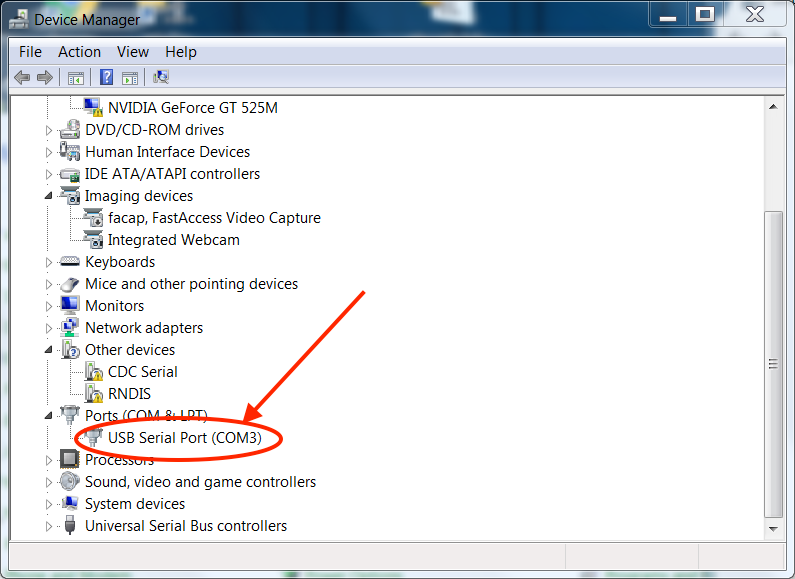 Device Manager
File Action View Help
NVIDIA GeForce GT 525M
DVD/CD-ROM drives
Human Interface Devices
IDE ATA/ATAPI controllers
Imaging devices
facap, FastAccess Video Capture
Integrated Webcam
Keyboards
Mice and other pointing devices
Monitors
Network adapters
Other devices
CDC Serial
RNDIS
Ports (COM & LPT)
USB Serial Port (COM3)
Processors
Sound, video and game controllers
System devices
Universal Serial Bus controllers